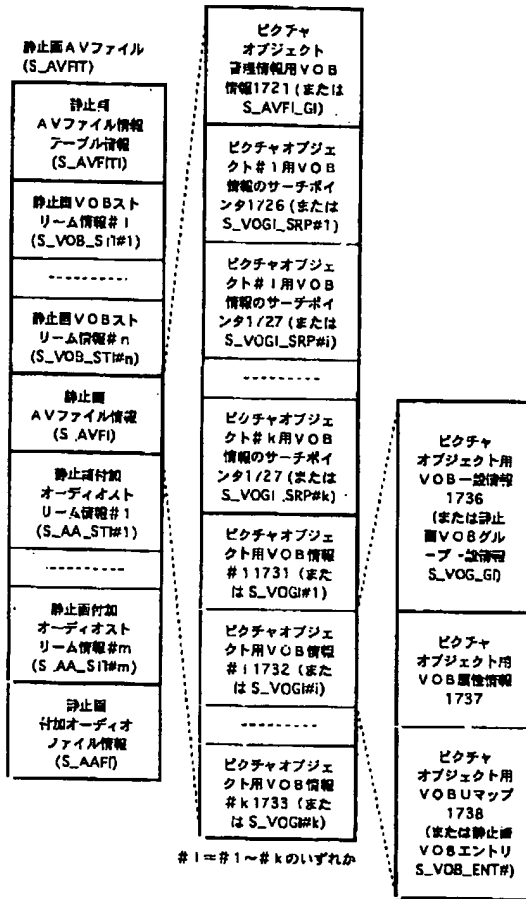 静止画AVファイル
(S_AVFIT)
静止画
AVファイル情報
テーブル情報
(S_AVFITI)
静止画VOBスト
リーム情報#1
(S_VOB_STI#1)
----------
静止画VOBスト
リーム情報#n
(S_VOB_STI#n)
静止画
AVファイル情報
(S_AVFI)
静止画付加
オーディオスト
リーム情報#1
(S_AA_STI#1)
----------
静止画付加
オーディオスト
リーム情報#m
(S_AA_STI#m)
静止画
付加オーディオ
ファイル情報
(S_AAFI)
ピクチャ
オブジェクト
管理情報用VOB
情報1721(または
S_AVFI_GI)
ピクチャオブジェ
クト#1用VOB
情報のサーチポイ
ンタ1726(または
S_VOGI_SRP#1)
ピクチャオブジェ
クト#i用VOB
情報のサーチポイ
ンタ1727(または
S_VOGI_SRP#i)
----------
ピクチャオブジェ
クト#k用VOB
情報のサーチポイ
ンタ1727(または
S_VOGI_SRP#k)
ピクチャオブジェ
クト用VOB情報
#11731(また
は S_VOGI#1)
ピクチャオブジェ
クト用VOB情報
#i1732(また
は S_VOGI#i)
----------
ピクチャオブジェ
クト用VOB情報
#k1733(また
は S_VOGI#k)
#i=#1~#kのいずれか
ピクチャ
オブジェクト用
VOB一般情報
1736
(または静止
画VOBグル
ープ一般情報
S_VOG_GI)
ピクチャ
オブジェクト用
VOB属性情報
1737
ピクチャ
オブジェクト用
VOBUマップ
1738
(または静止画
VOBエントリ
S_VOB_ENT#)